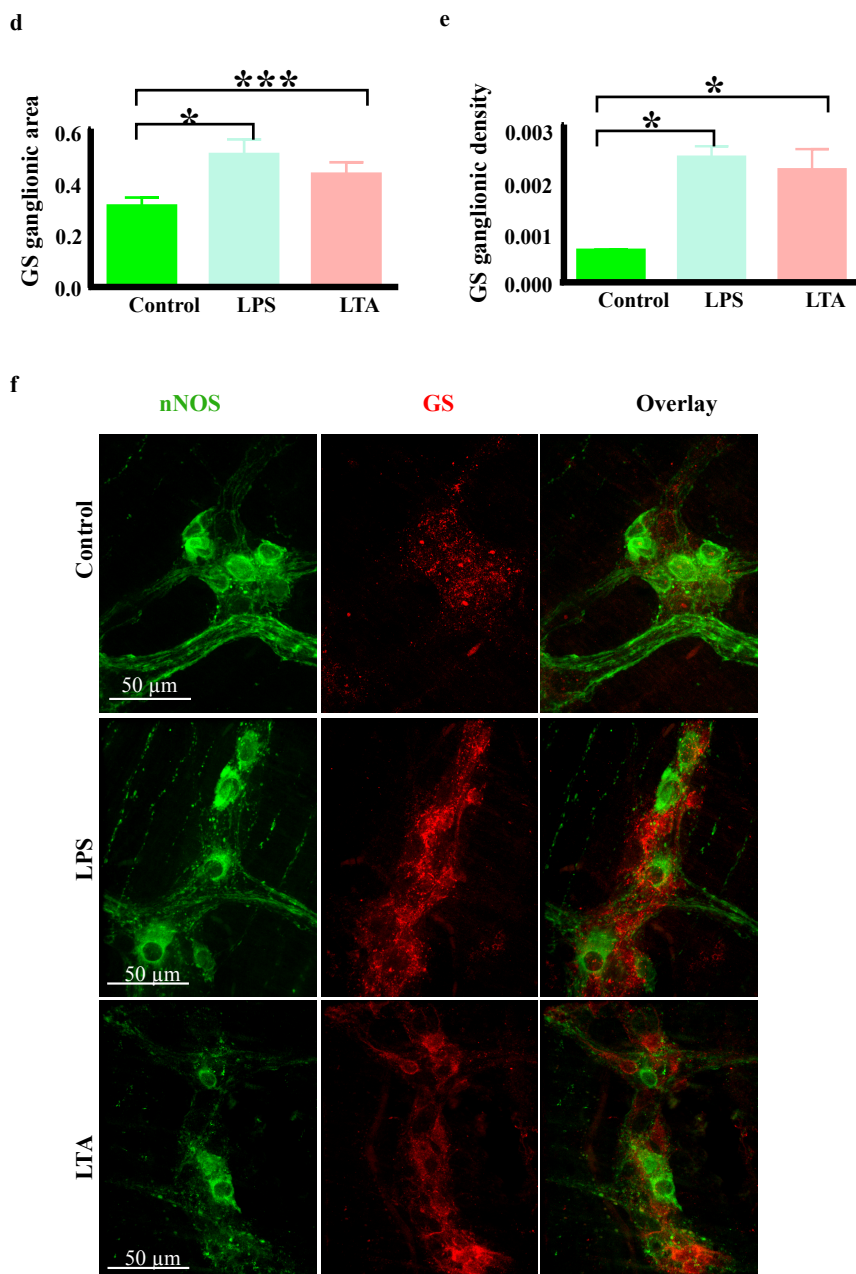 d
***
*
GS ganglionic area
0.6
0.4
0.2
0.0
Control LPS LTA
e
*
*
GS ganglionic density
0.003
0.002
0.001
0.000
Control LPS LTA
f
nNOS GS Overlay
Control
50 µm
LPS
50 µm
LTA
50 µm